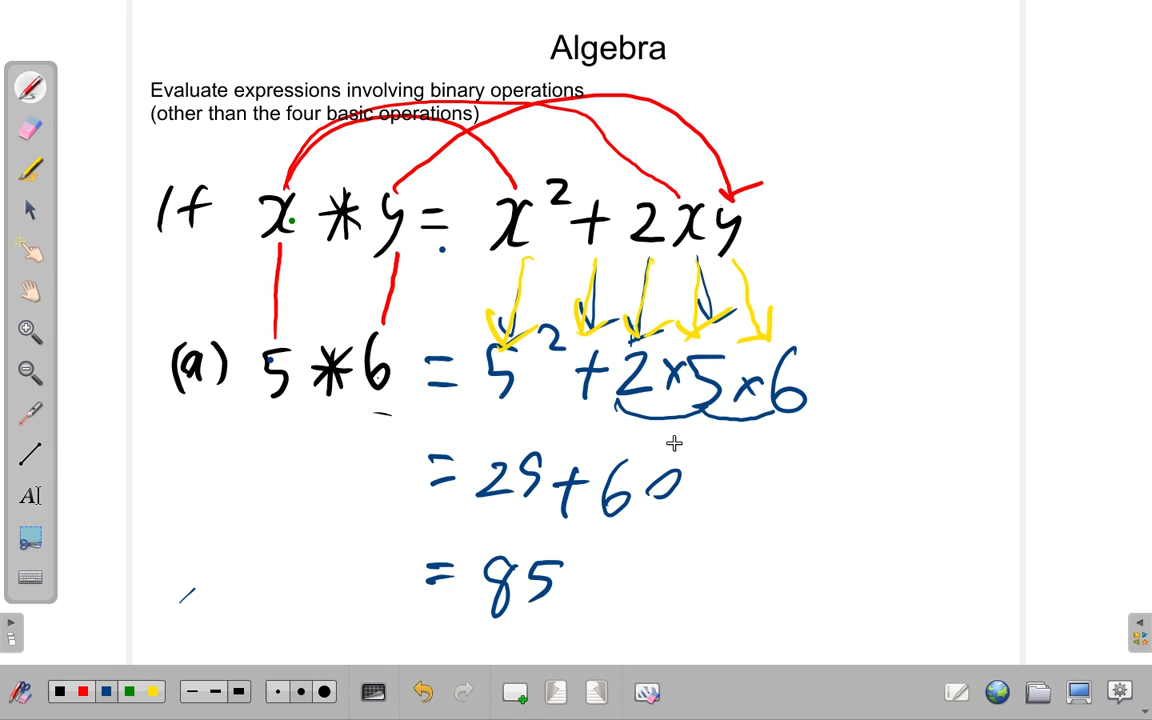 Algebra
Evaluate expressions involving binary operations
(other than the four basic operations)
If x * y = x² + 2xy
(a) 5 * 6 = 5² + 2×5×6
= 25 + 60
= 85